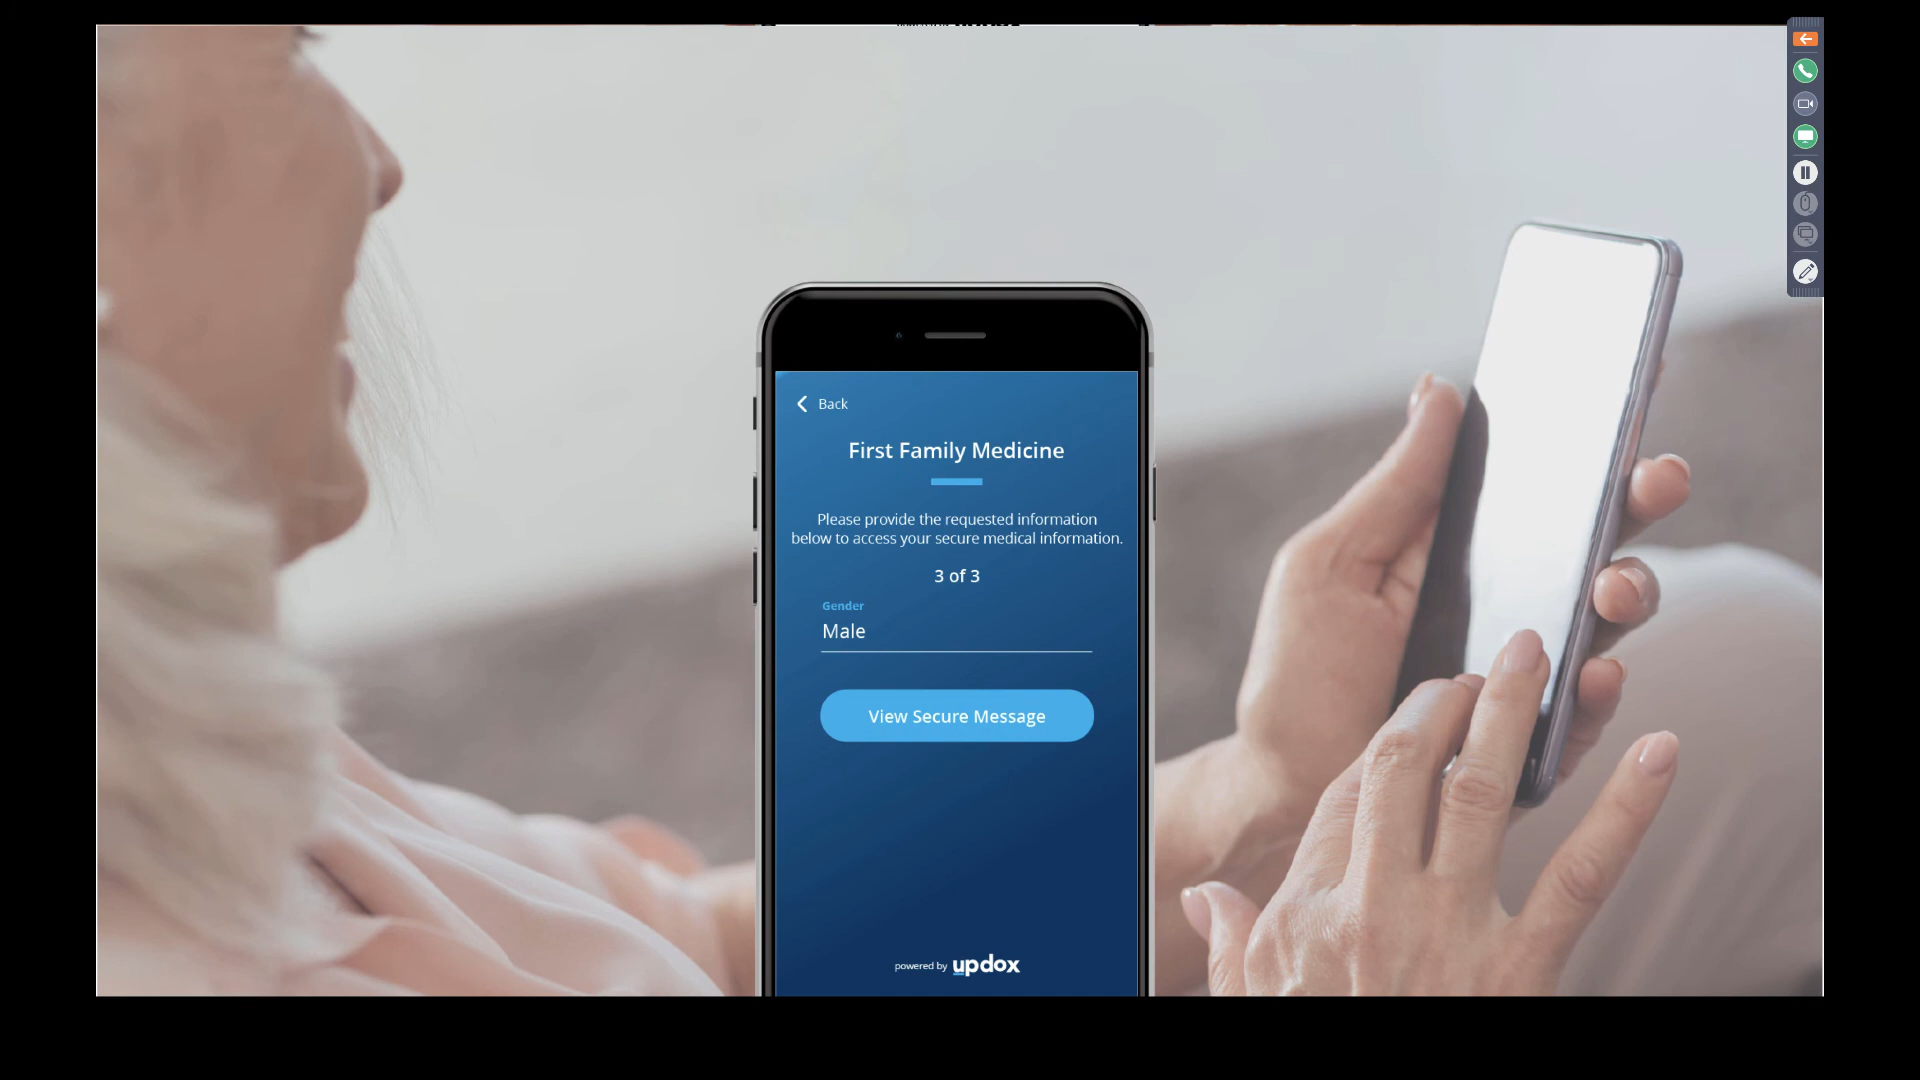 Back
First Family Medicine
Please provide the requested information
below to access your secure medical information.
3 of 3
Gender
Male
View Secure Message
powered by updox